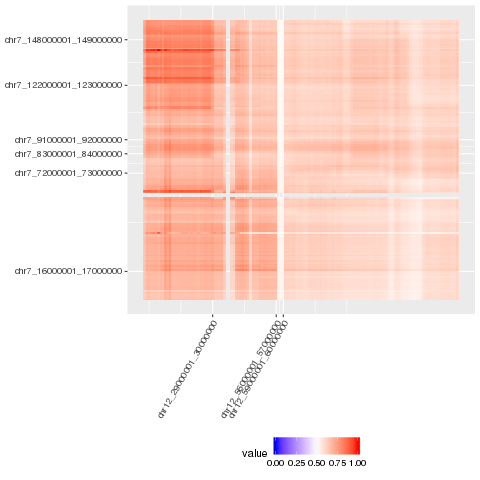 chr7_148000001_149000000
chr7_122000001_123000000
chr7_91000001_92000000
chr7_83000001_84000000
chr7_72000001_73000000
chr7_16000001_17000000
chr12_29000001_30000000
chr12_56000001_57000000
chr12_59000001_60000000
value
0.00 0.25 0.50 0.75 1.00